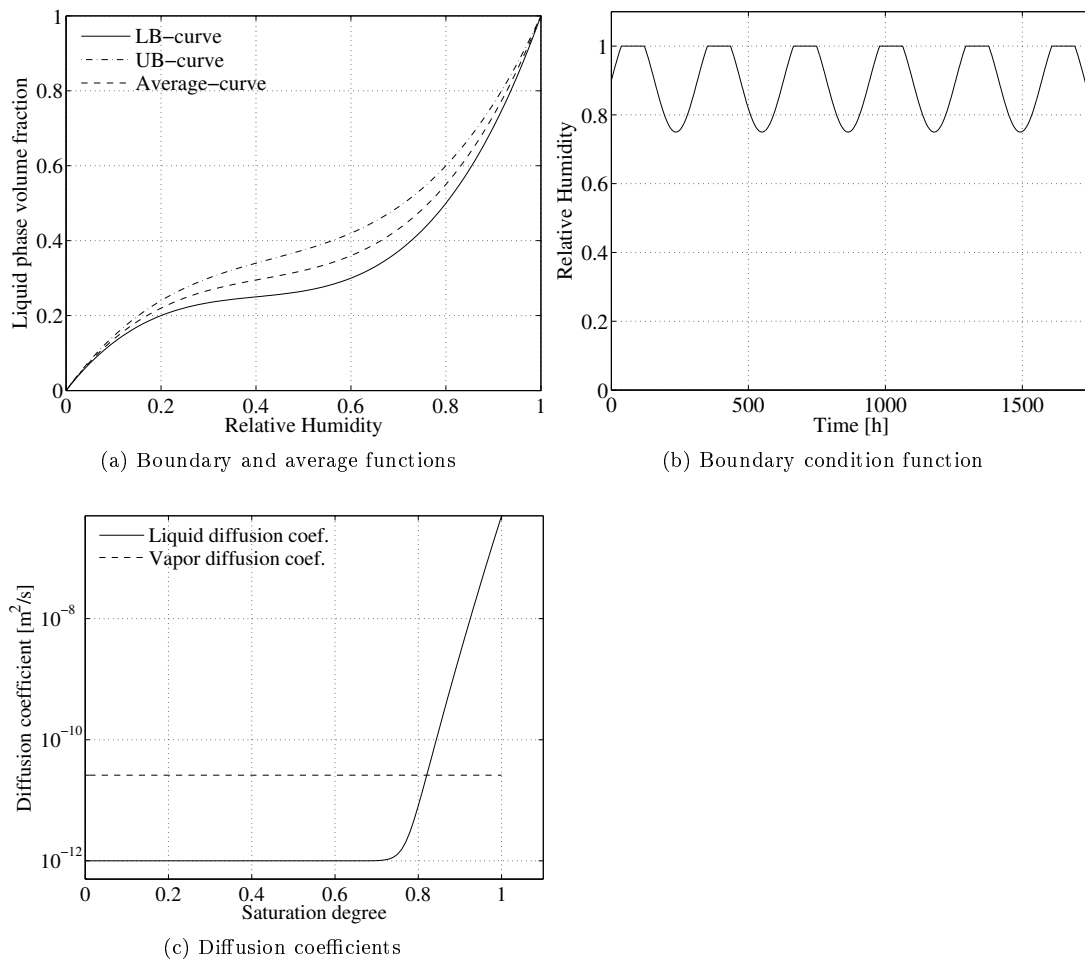 1
0.8
0.6
0.4
0.2
0
0
0.2
0.4
0.6
0.8
1
Liquid phase volume fraction
Relative Humidity
LB−curve
UB−curve
Average−curve
(a) Boundary and average functions
1
0.8
0.6
0.4
0.2
0
0
500
1000
1500
Relative Humidity
Time [h]
(b) Boundary condition function
Liquid diffusion coef.
Vapor diffusion coef.
10⁻⁸
10⁻¹⁰
10⁻¹²
0
0.2
0.4
0.6
0.8
1
Diffusion coefficient [m²/s]
Saturation degree
(c) Diffusion coefficients